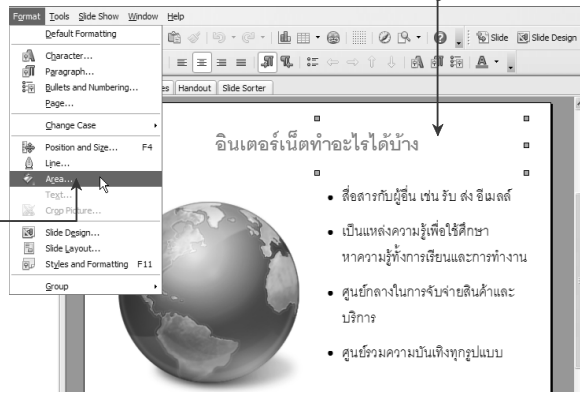 Format Tools Slide Show Window Help
Default Formatting
Character...
Paragraph...
Bullets and Numbering...
Page...
Change Case
Position and Size... F4
Line...
Area...
Text...
Crop Picture...
Slide Design...
Slide Layout...
Styles and Formatting F11
Group
Slide Slide Design
es Handout Slide Sorter
อินเตอร์เน็ตทำอะไรได้บ้าง
• สื่อสารกับผู้อื่น เช่น รับ ส่ง อีเมลล์
• เป็นแหล่งความรู้เพื่อใช้ศึกษา
หาความรู้ทั้งการเรียนและการทำงาน
• ศูนย์กลางในการจับจ่ายสินค้าและ
บริการ
• ศูนย์รวมความบันเทิงทุกรูปแบบ